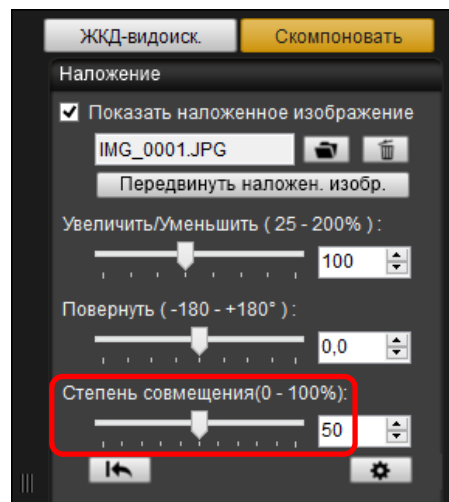 ЖКД-видоиск. Скомпоновать
Наложение
Показать наложенное изображение
IMG_0001.JPG
Передвинуть наложен. изобр.
Увеличить/Уменьшить ( 25 - 200% ) :
100
Повернуть ( -180 - +180° ) :
0,0
Степень совмещения(0 - 100%):
50